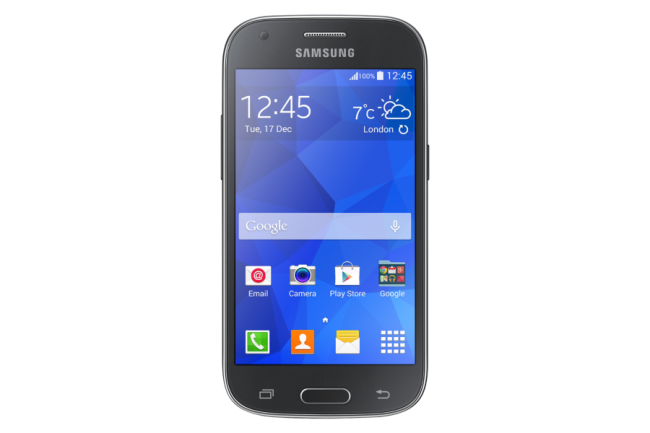 SAMSUNG
100% 12:45
12:45
7°c
Tue, 17 Dec
London
Google
Email
Camera
Play Store
Google